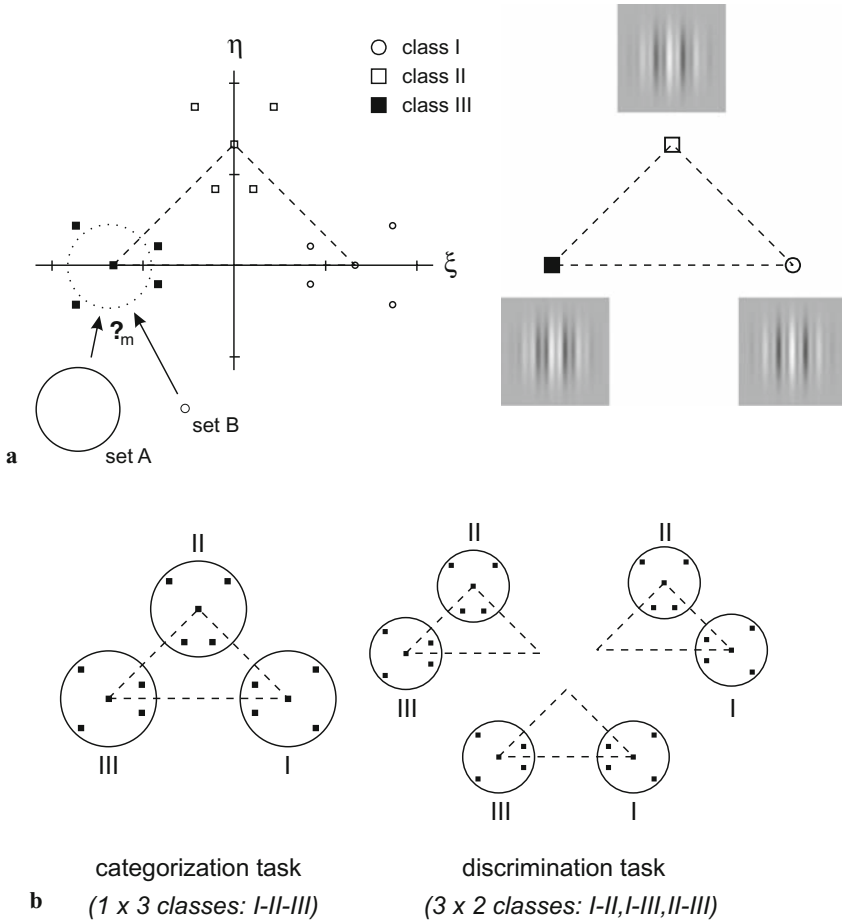 η
class I
class II
class III
ξ
?m
set B
set A
a
II
II
II
III
I
III
I
III
I
categorization task
discrimination task
b
(1 x 3 classes: I-II-III)
(3 x 2 classes: I-II,I-III,II-III)